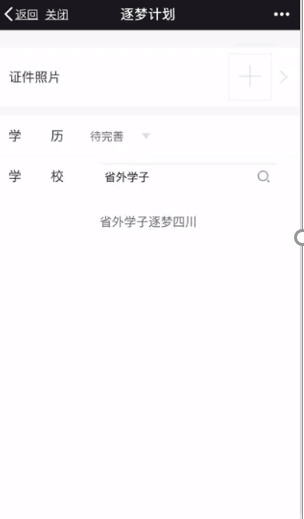 返回 关闭 逐梦计划
证件照片
学 历 待完善
学 校 省外学子
省外学子逐梦四川